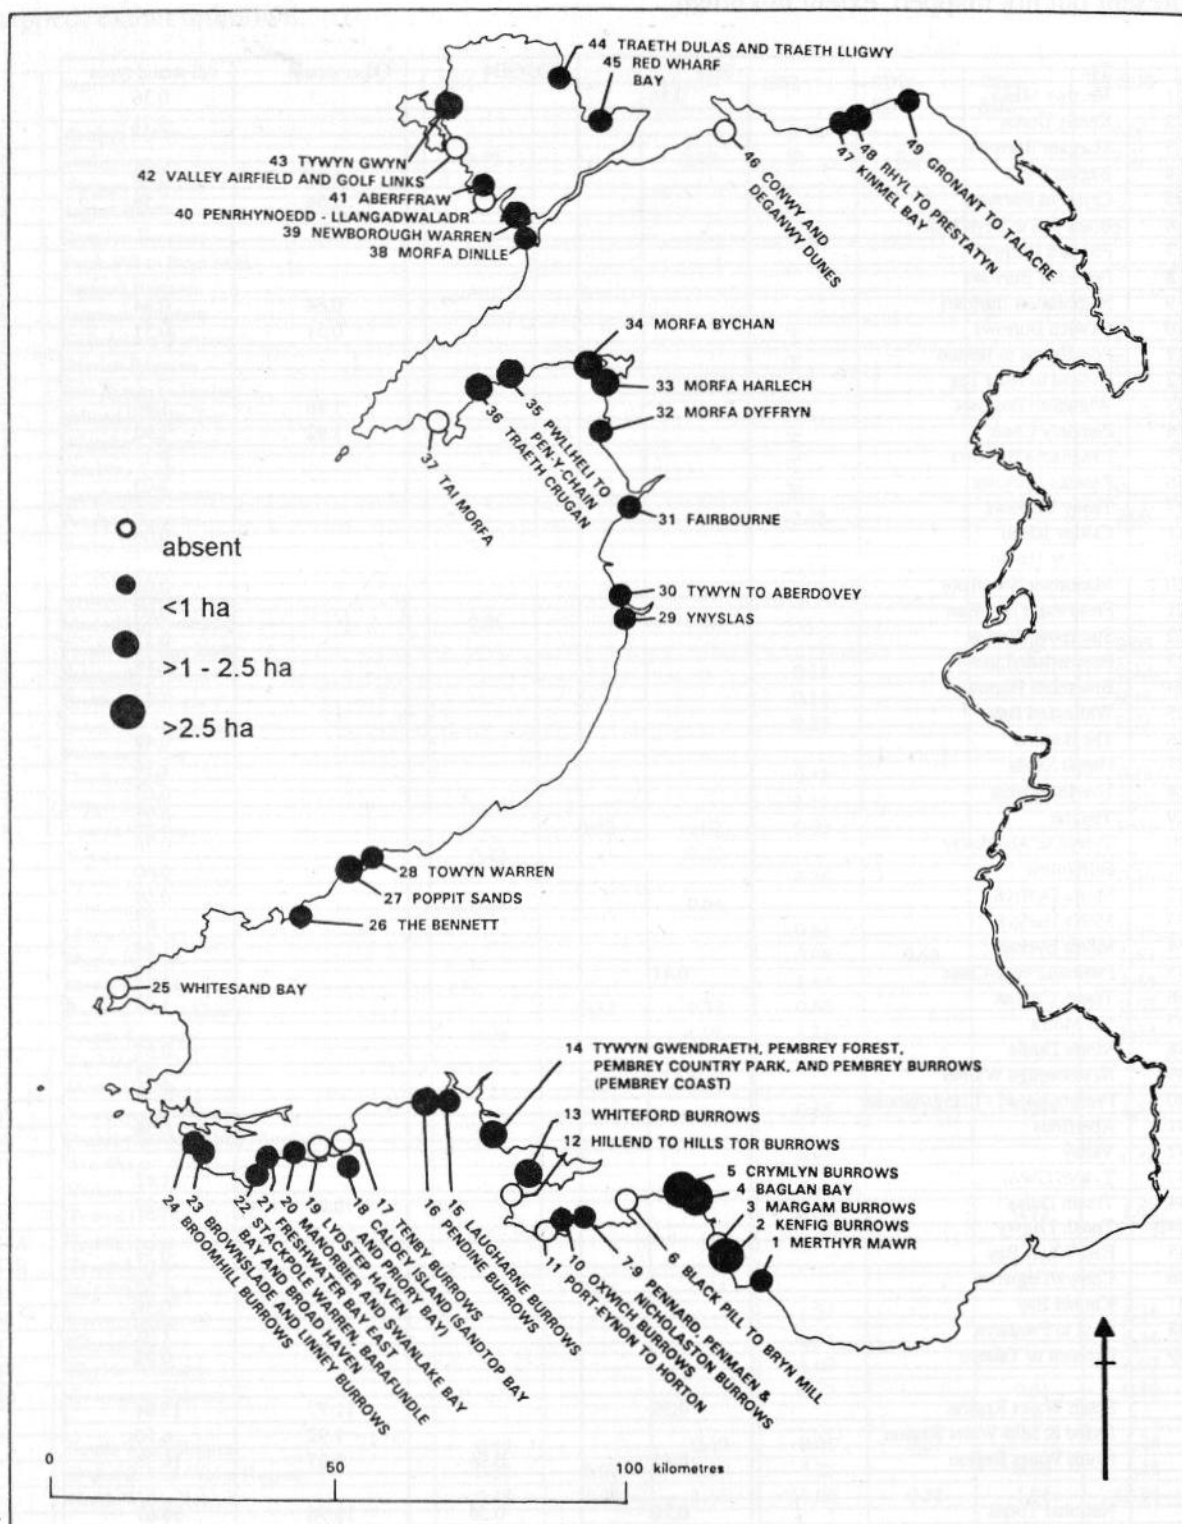 44 TRAETH DULAS AND TRAETH LLIGWY
45 RED WHARF
BAY
43 TYWYN GWYN
42 VALLEY AIRFIELD AND GOLF LINKS
41 ABERFFRAW
40 PENRHYNOEDD - LLANGADWALADR
39 NEWBOROUGH WARREN
38 MORFA DINLLE
46 CONWY AND
DEGANWY DUNES
47 KINMEL BAY
48 RHYL TO PRESTATYN
49 GRONANT TO TALACRE
34 MORFA BYCHAN
33 MORFA HARLECH
32 MORFA DYFFRYN
35 PWLLHELI TO
PEN-Y-CHAIN
36 TRAETH CRUGAN
37 TAI MORFA
31 FAIRBOURNE
30 TYWYN TO ABERDOVEY
29 YNYSLAS
absent
<1 ha
>1 - 2.5 ha
>2.5 ha
28 TOWYN WARREN
27 POPPIT SANDS
26 THE BENNETT
25 WHITESAND BAY
14 TYWYN GWENDRAETH, PEMBREY FOREST,
PEMBREY COUNTRY PARK, AND PEMBREY BURROWS
(PEMBREY COAST)
13 WHITEFORD BURROWS
12 HILLEND TO HILLS TOR BURROWS
5 CRYMLYN BURROWS
4 BAGLAN BAY
3 MARGAM BURROWS
2 KENFIG BURROWS
1 MERTHYR MAWR
6 BLACK PILL TO BRYN MILL
7-9 PENNARD, PENMAEN &
NICHOLASTON BURROWS
10 OXWICH BURROWS
11 PORT-EYNON TO HORTON
15 LAUGHARNE BURROWS
16 PENDINE BURROWS
17 TENBY BURROWS
18 CALDEY ISLAND (SANDTOP BAY
AND PRIORY BAY)
19 LYDSTEP HAVEN
20 MANORBIER AND SWANLAKE BAY
21 FRESHWATER BAY EAST
22 STACKPOLE WARREN, BARAFUNDLE
BAY AND BROAD HAVEN
23 BROWNSLADE AND LINNEY BURROWS
24 BROOMHILL BURROWS
0 50 100 kilometres